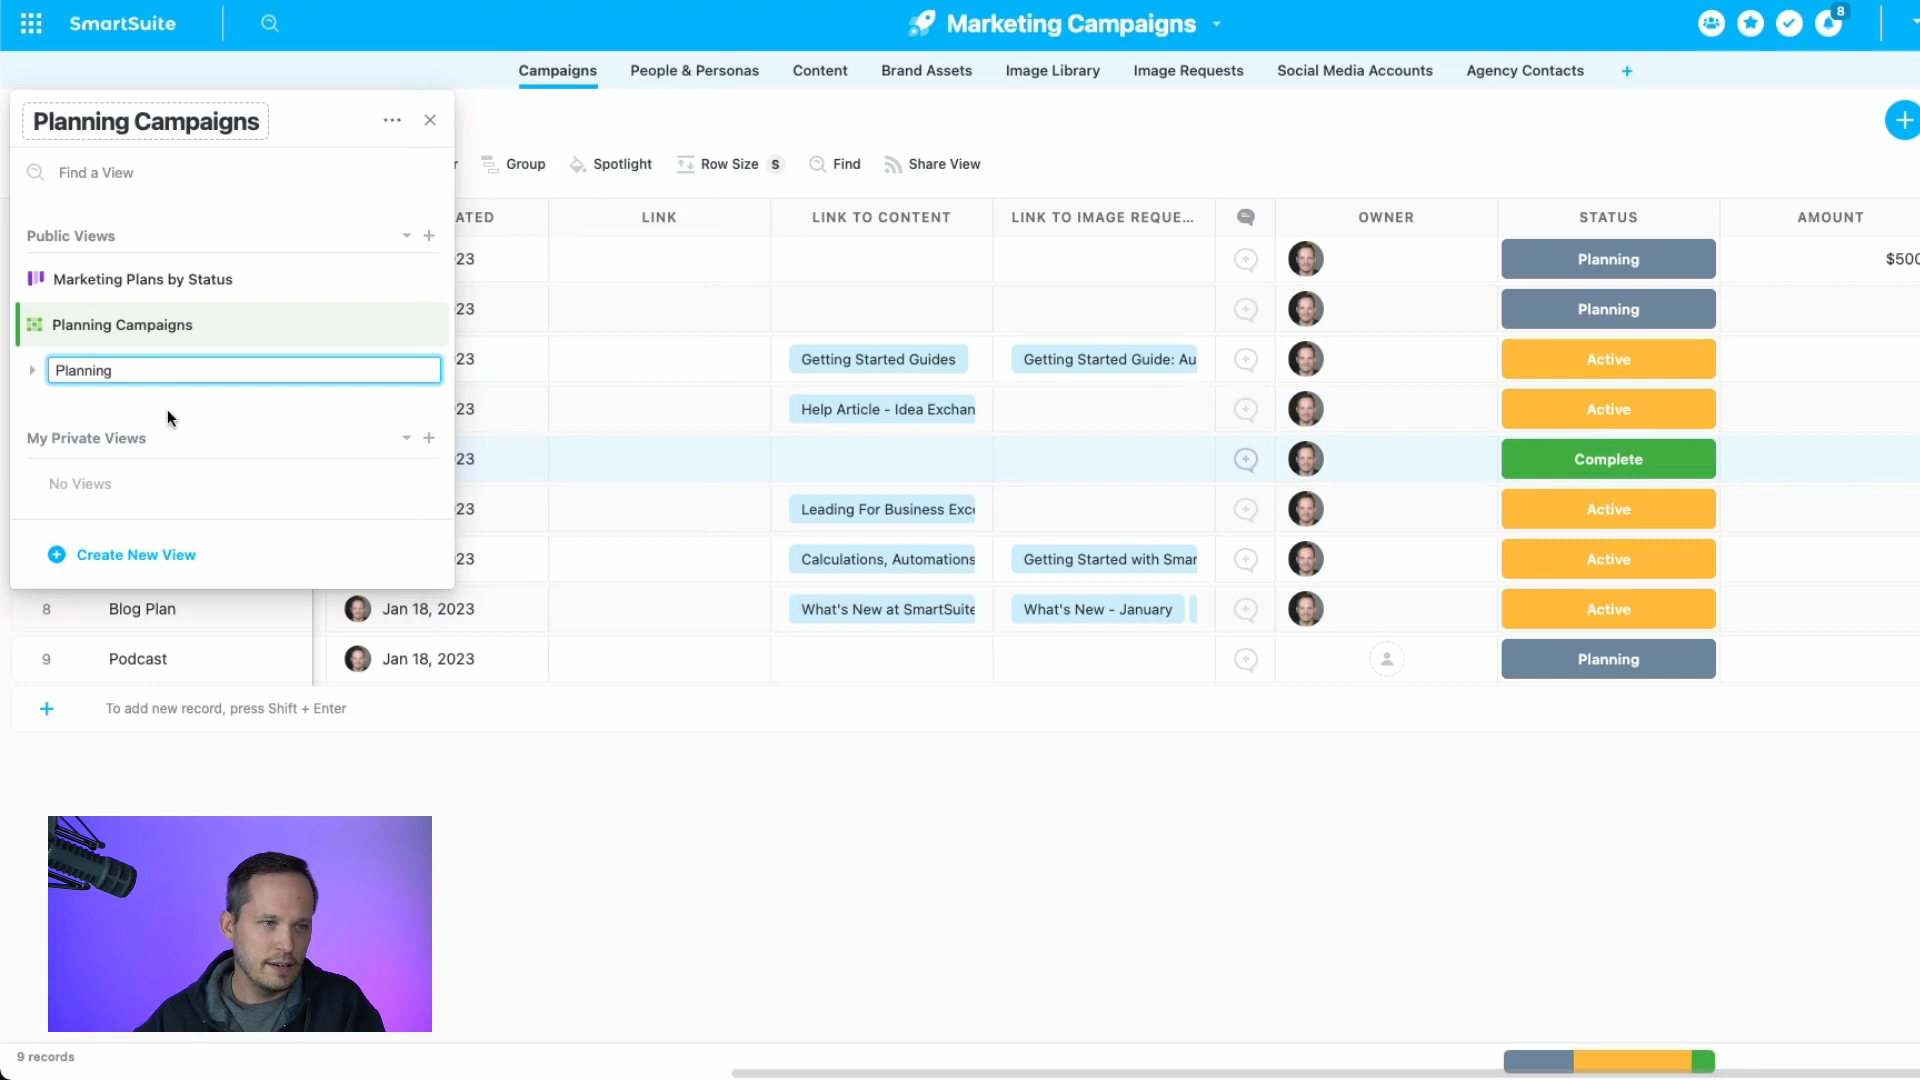 SmartSuite
Marketing Campaigns
8
Campaigns
People & Personas
Content
Brand Assets
Image Library
Image Requests
Social Media Accounts
Agency Contacts
Planning Campaigns
Find a View
Public Views
Marketing Plans by Status
Planning Campaigns
Planning
My Private Views
No Views
Create New View
r
Group
Spotlight
Row Size
S
Find
Share View
ATED
LINK
LINK TO CONTENT
LINK TO IMAGE REQUE...
OWNER
STATUS
AMOUNT
23
Planning
$500
23
Planning
23
Getting Started Guides
Getting Started Guide: Au
Active
23
Help Article - Idea Exchan
Active
23
Complete
23
Leading For Business Exce
Active
23
Calculations, Automations
Getting Started with Smar
Active
8
Blog Plan
Jan 18, 2023
What's New at SmartSuite
What's New - January
Active
9
Podcast
Jan 18, 2023
Planning
To add new record, press Shift + Enter
9 records